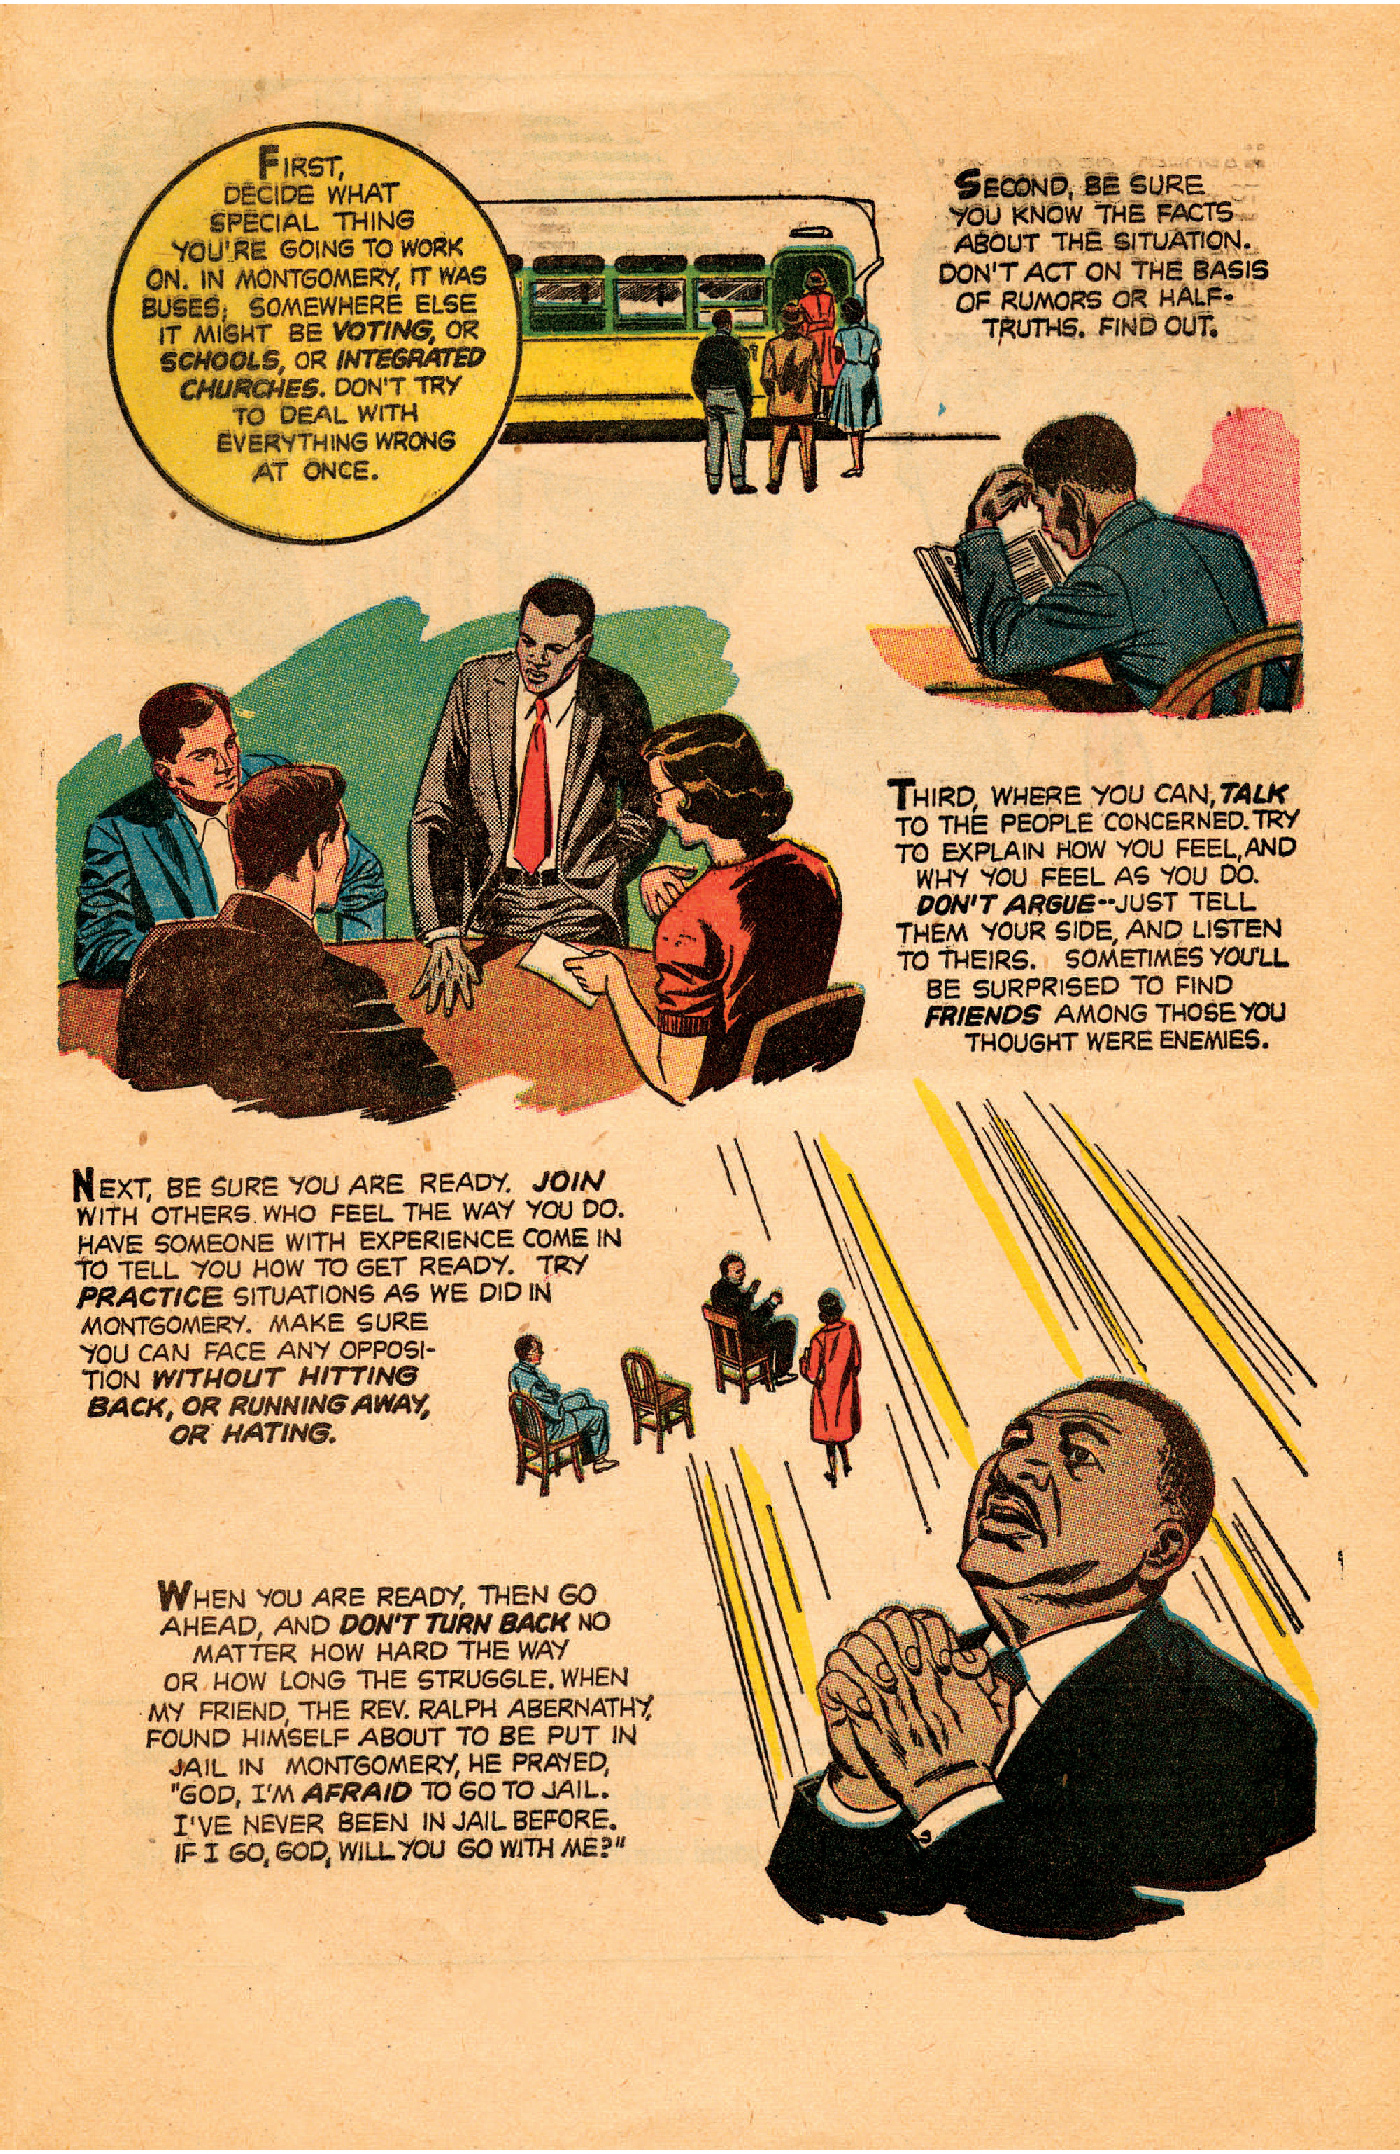 FIRST,
DECIDE WHAT
SPECIAL THING
YOU'RE GOING TO WORK
ON. IN MONTGOMERY, IT WAS
BUSES; SOMEWHERE ELSE
IT MIGHT BE VOTING, OR
SCHOOLS, OR INTEGRATED
CHURCHES. DON'T TRY
TO DEAL WITH
EVERYTHING WRONG
AT ONCE.
SECOND, BE SURE
YOU KNOW THE FACTS
ABOUT THE SITUATION.
DON'T ACT ON THE BASIS
OF RUMORS OR HALF-
TRUTHS. FIND OUT.
THIRD, WHERE YOU CAN, TALK
TO THE PEOPLE CONCERNED. TRY
TO EXPLAIN HOW YOU FEEL, AND
WHY YOU FEEL AS YOU DO.
DON'T ARGUE--JUST TELL
THEM YOUR SIDE, AND LISTEN
TO THEIRS. SOMETIMES YOU'LL
BE SURPRISED TO FIND
FRIENDS AMONG THOSE YOU
THOUGHT WERE ENEMIES.
NEXT, BE SURE YOU ARE READY. JOIN
WITH OTHERS WHO FEEL THE WAY YOU DO.
HAVE SOMEONE WITH EXPERIENCE COME IN
TO TELL YOU HOW TO GET READY. TRY
PRACTICE SITUATIONS AS WE DID IN
MONTGOMERY. MAKE SURE
YOU CAN FACE ANY OPPOSI-
TION WITHOUT HITTING
BACK, OR RUNNING AWAY,
OR HATING.
WHEN YOU ARE READY, THEN GO
AHEAD, AND DON'T TURN BACK NO
MATTER HOW HARD THE WAY
OR HOW LONG THE STRUGGLE. WHEN
MY FRIEND, THE REV. RALPH ABERNATHY,
FOUND HIMSELF ABOUT TO BE PUT IN
JAIL IN MONTGOMERY, HE PRAYED,
"GOD, I'M AFRAID TO GO TO JAIL.
I'VE NEVER BEEN IN JAIL BEFORE.
IF I GO, GOD, WILL YOU GO WITH ME?"